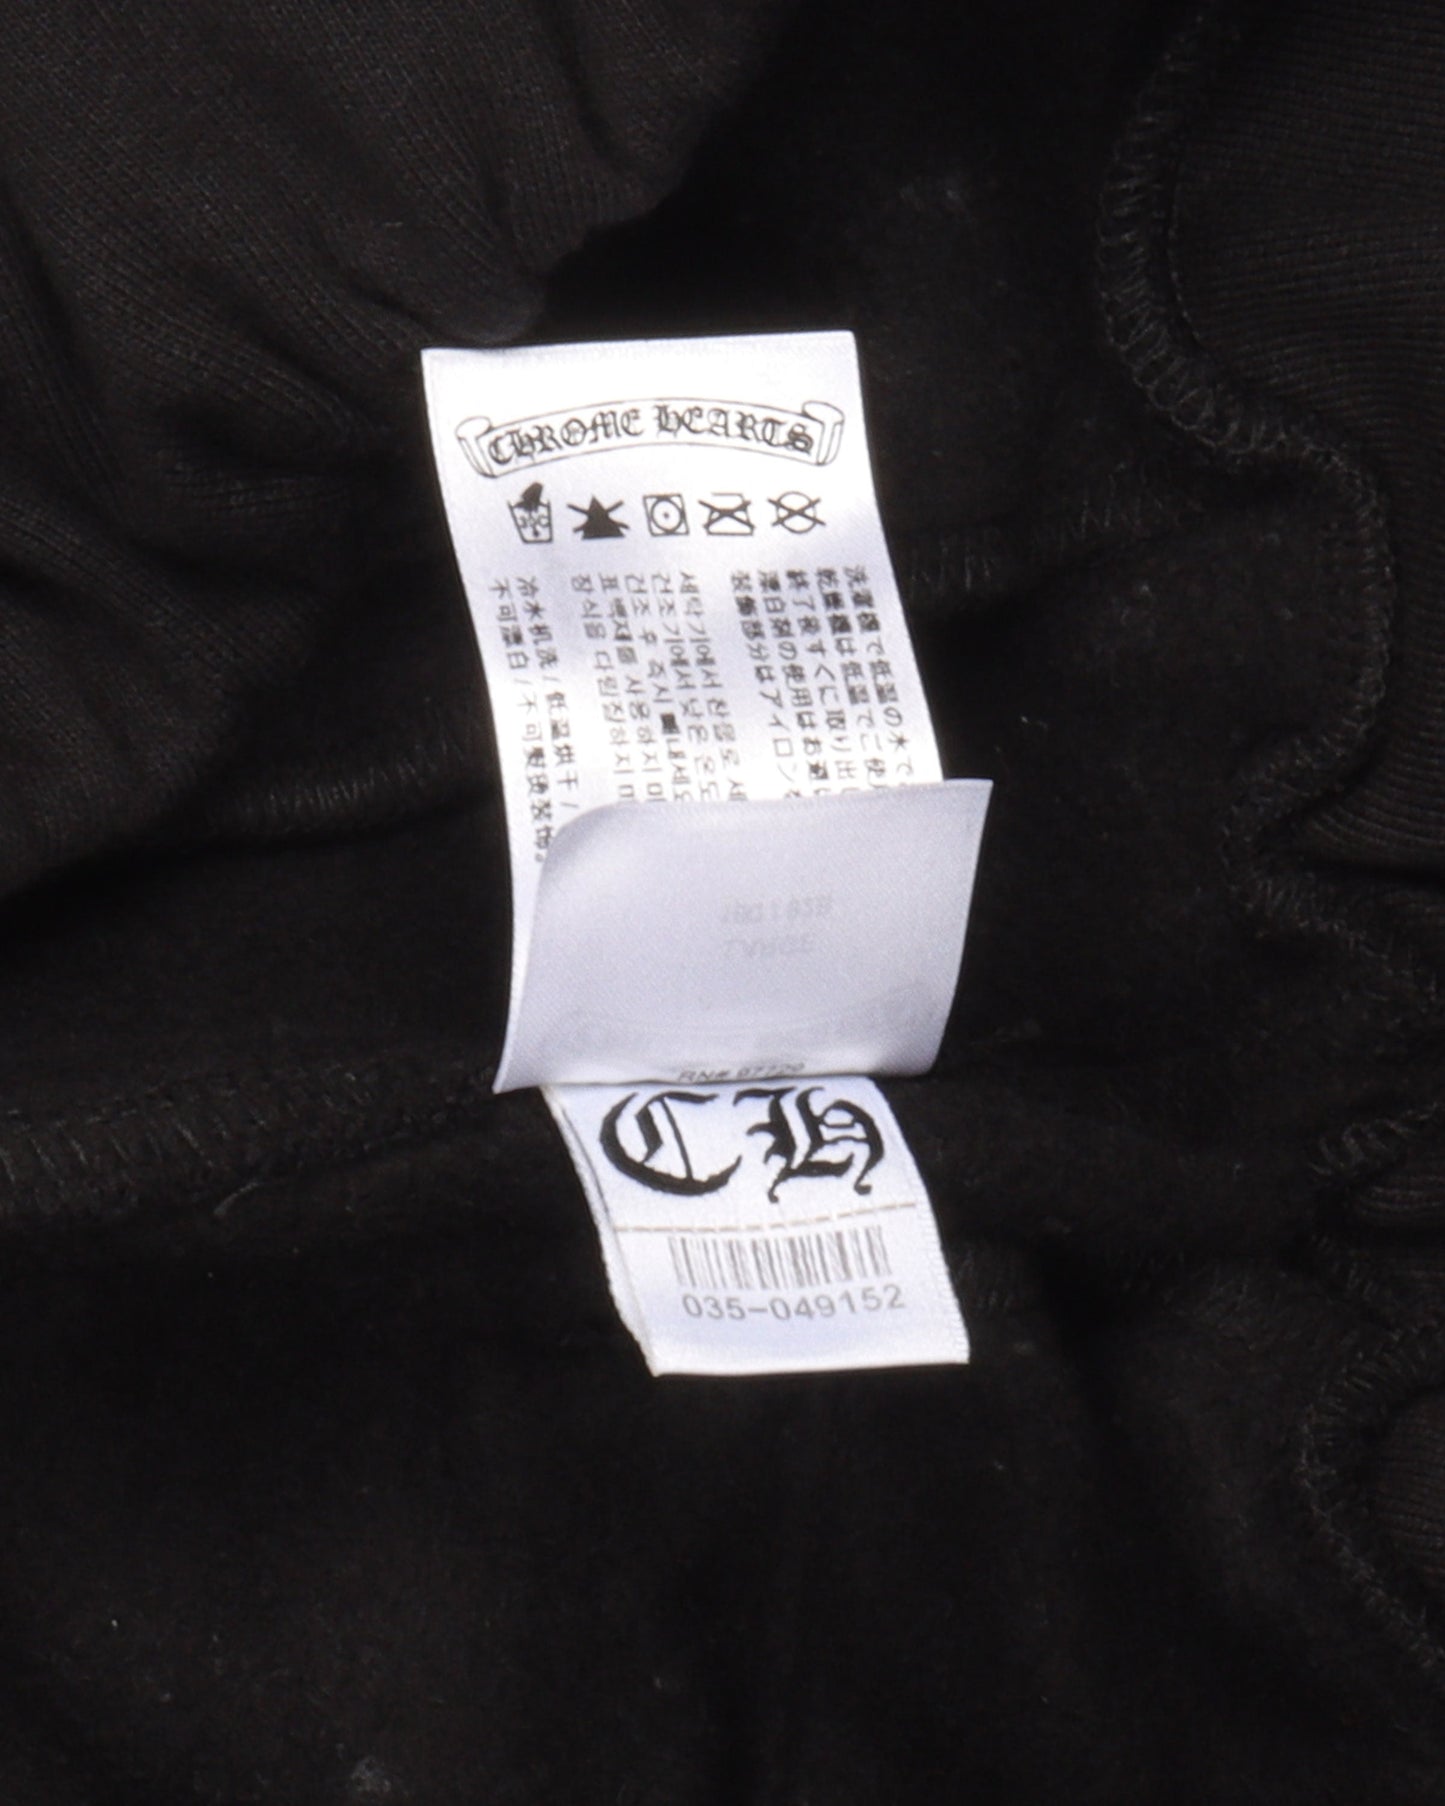 CHROME HEARTS
洗濯機で低温の水で
乾燥機は低温でご使
終了後すぐに取り出し
漂白剤の使用はお避
装飾部分はアイロンを
세탁기에서 찬물로 세
건조기에서 낮은 온도
건조 후 즉시
표백제를 사용하지 마
장식을 다림질하지 마
冷水机洗/低温烘干/
不可漂白/不可熨烫装饰。
CH
035-049152